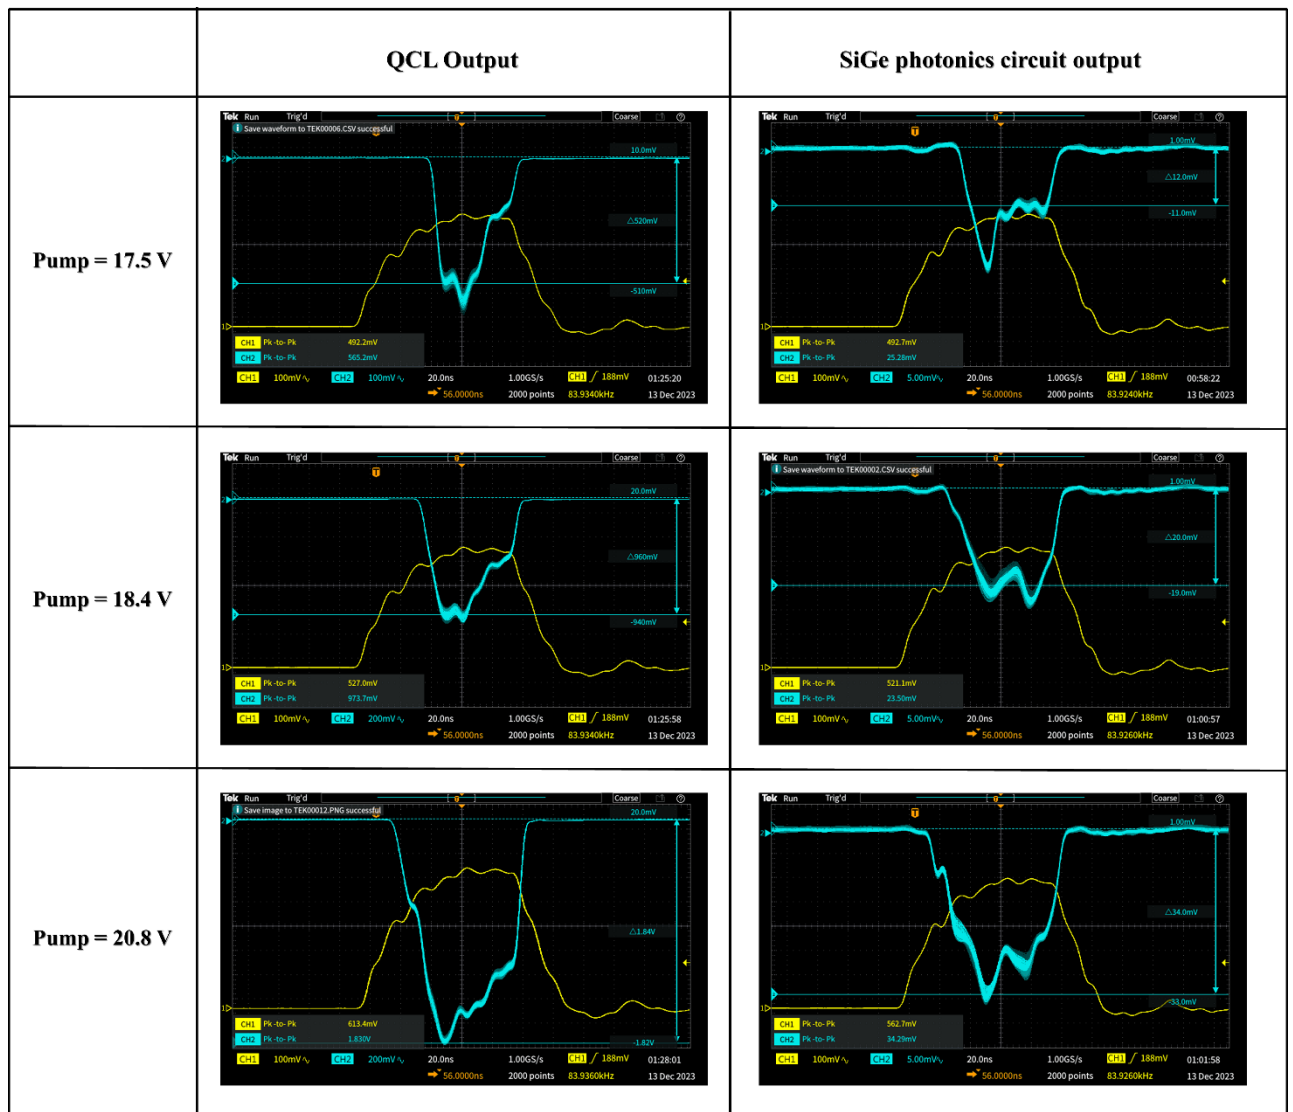 QCL Output
SiGe photonics circuit output
Pump = 17.5 V
Tek Run Trig'd Coarse
Save waveform to TEK00006.CSV successful
10.0mV
△520mV
-510mV
CH1 Pk-to-Pk 492.2mV
CH2 Pk-to-Pk 565.2mV
CH1 100mV CH2 100mV 20.0ns 1.00GS/s CH1 188mV 01:25:20
56.0000ns 2000 points 83.9340kHz 13 Dec 2023
Tek Run Trig'd Coarse
1.00mV
△12.0mV
-11.0mV
CH1 Pk-to-Pk 492.7mV
CH2 Pk-to-Pk 25.28mV
CH1 100mV CH2 5.00mV 20.0ns 1.00GS/s CH1 188mV 00:58:22
56.0000ns 2000 points 83.9240kHz 13 Dec 2023
Pump = 18.4 V
Tek Run Trig'd Coarse
20.0mV
△960mV
-940mV
CH1 Pk-to-Pk 527.0mV
CH2 Pk-to-Pk 973.7mV
CH1 100mV CH2 200mV 20.0ns 1.00GS/s CH1 188mV 01:25:58
56.0000ns 2000 points 83.9340kHz 13 Dec 2023
Tek Run Trig'd Coarse
Save waveform to TEK00002.CSV successful
1.00mV
△20.0mV
-19.0mV
CH1 Pk-to-Pk 521.1mV
CH2 Pk-to-Pk 23.50mV
CH1 100mV CH2 5.00mV 20.0ns 1.00GS/s CH1 188mV 01:00:57
56.0000ns 2000 points 83.9260kHz 13 Dec 2023
Pump = 20.8 V
Tek Run Trig'd Coarse
Save image to TEK00012.PNG successful
20.0mV
△1.84V
-1.82V
CH1 Pk-to-Pk 613.4mV
CH2 Pk-to-Pk 1.830V
CH1 100mV CH2 200mV 20.0ns 1.00GS/s CH1 188mV 01:28:01
56.0000ns 2000 points 83.9360kHz 13 Dec 2023
Tek Run Trig'd Coarse
1.00mV
△34.0mV
-33.0mV
CH1 Pk-to-Pk 562.7mV
CH2 Pk-to-Pk 34.29mV
CH1 100mV CH2 5.00mV 20.0ns 1.00GS/s CH1 188mV 01:01:58
56.0000ns 2000 points 83.9260kHz 13 Dec 2023